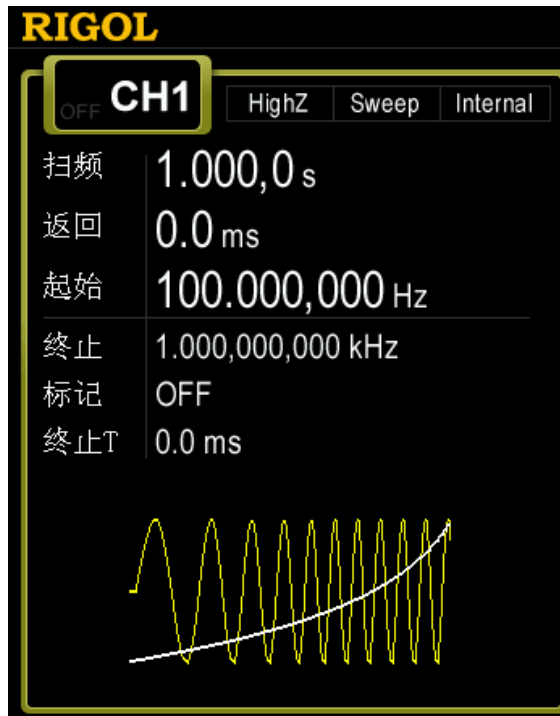 RIGOL
OFF CH1 HighZ Sweep Internal
扫频 1.000,0 s
返回 0.0 ms
起始 100.000,000 Hz
终止 1.000,000,000 kHz
标记 OFF
终止T 0.0 ms